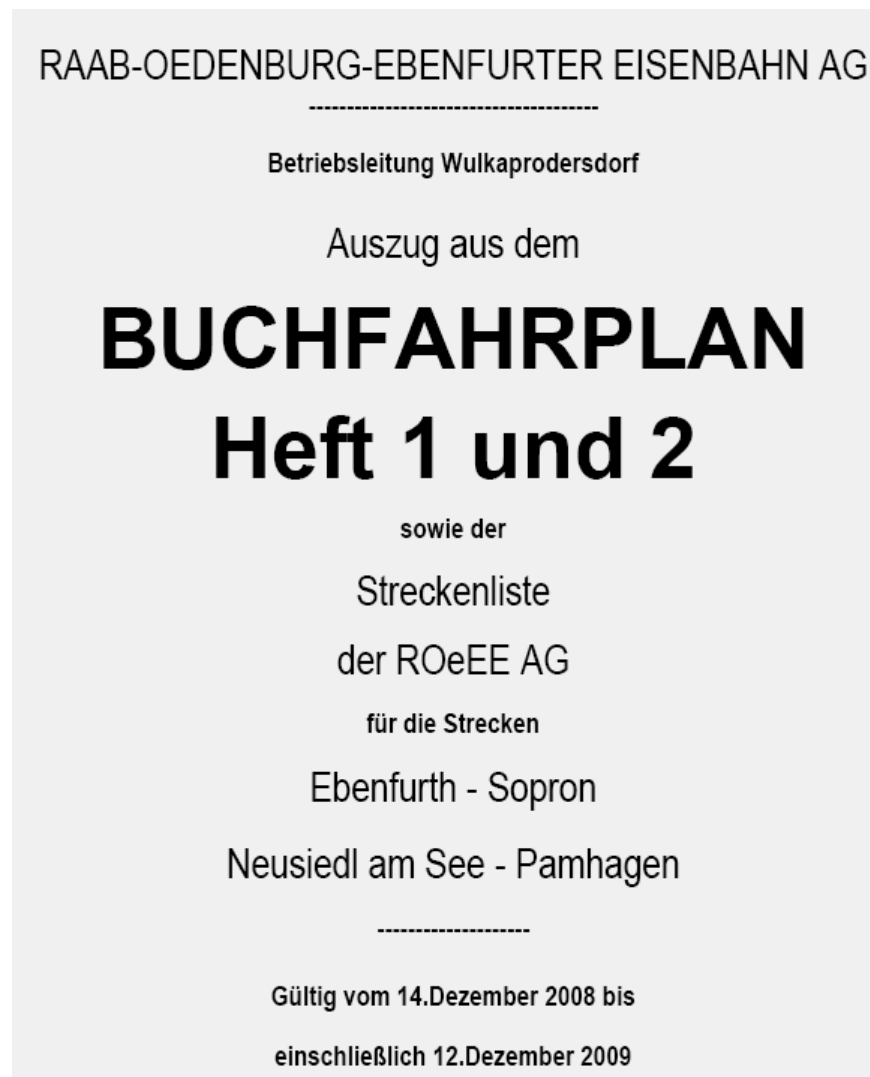 RAAB-OEDENBURG-EBENFURTER EISENBAHN AG
--------------------------------------
Betriebsleitung Wulkaprodersdorf
Auszug aus dem
BUCHFAHRPLAN
Heft 1 und 2
sowie der
Streckenliste
der ROeEE AG
für die Strecken
Ebenfurth - Sopron
Neusiedl am See - Pamhagen
--------------------
Gültig vom 14.Dezember 2008 bis
einschließlich 12.Dezember 2009